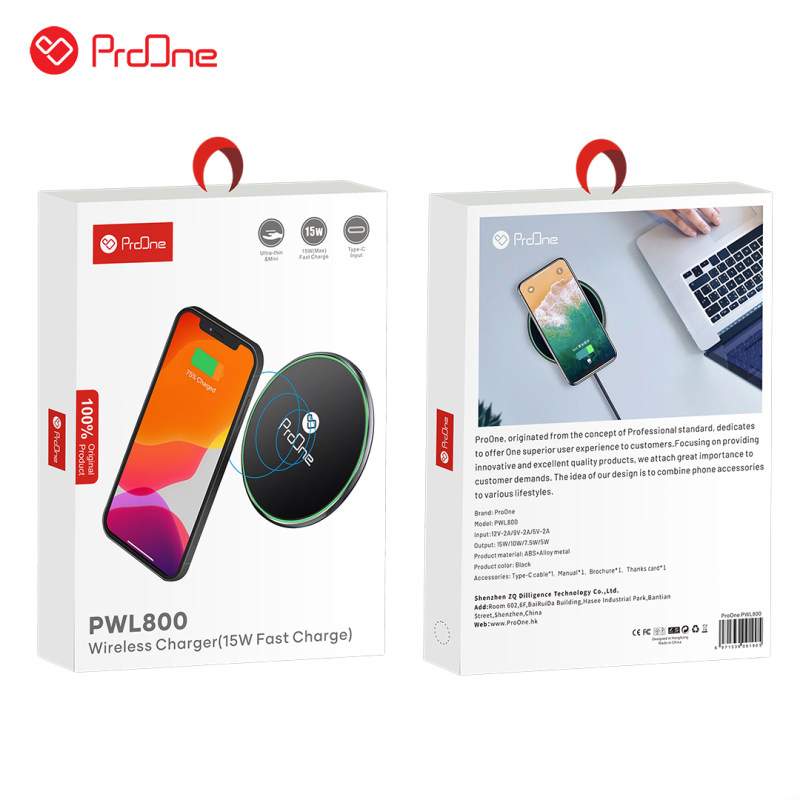 ProOne
ProOne
Ultra-thin
&Mini
15w
15W(Max)
Fast Charge
Type-C
Input
75% Charged
ProOne
100% Original
Product
ProOne
PWL800
Wireless Charger(15W Fast Charge)
ProOne
ProOne
ProOne, originated from the concept of Professional standard, dedicates
to offer One superior user experience to customers.Focusing on providing
innovative and excellent quality products, we attach great importance to
customer demands. The idea of our design is to combine phone accessories
to various lifestyles.
Brand: ProOne
Model: PWL800
Input:12V-2A/9V-2A/5V-2A
Output: 15W/10W/7.5W/5W
Product material: ABS+Alloy metal
Product color: Black
Accessories: Type-C cable*1, Manual*1, Brochure*1, Thanks card*1
Shenzhen ZQ Dilligence Technology Co.,Ltd.
Add:Room 602,6F,BaiRuiDa Building,Hasee Industrial Park,Bantian
Street,Shenzhen,China
Web:www.ProOne.hk
CE FC
Designed in HongKong
Made in China
ProOne PWL800